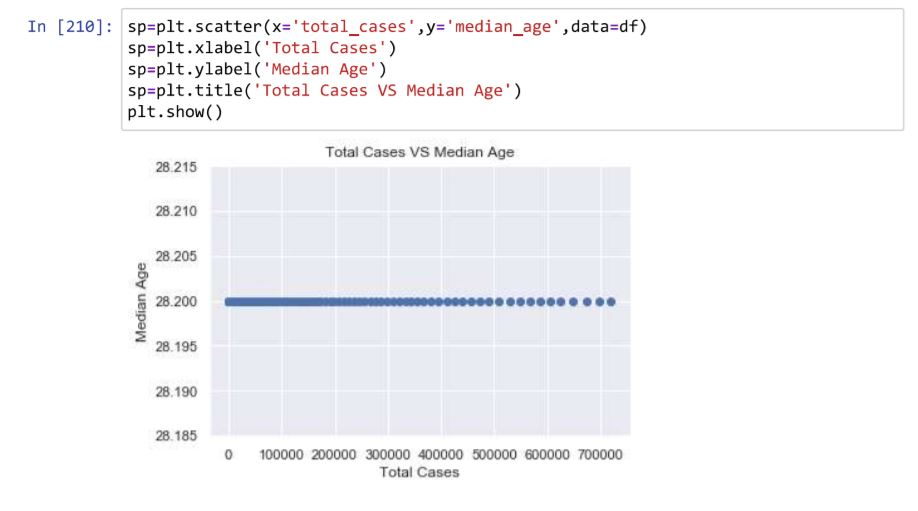 In [210]: sp=plt.scatter(x='total_cases',y='median_age',data=df)
sp=plt.xlabel('Total Cases')
sp=plt.ylabel('Median Age')
sp=plt.title('Total Cases VS Median Age')
plt.show()
Total Cases VS Median Age
28.215
28.210
28.205
28.200
28.195
28.190
28.185
Median Age
0 100000 200000 300000 400000 500000 600000 700000
Total Cases